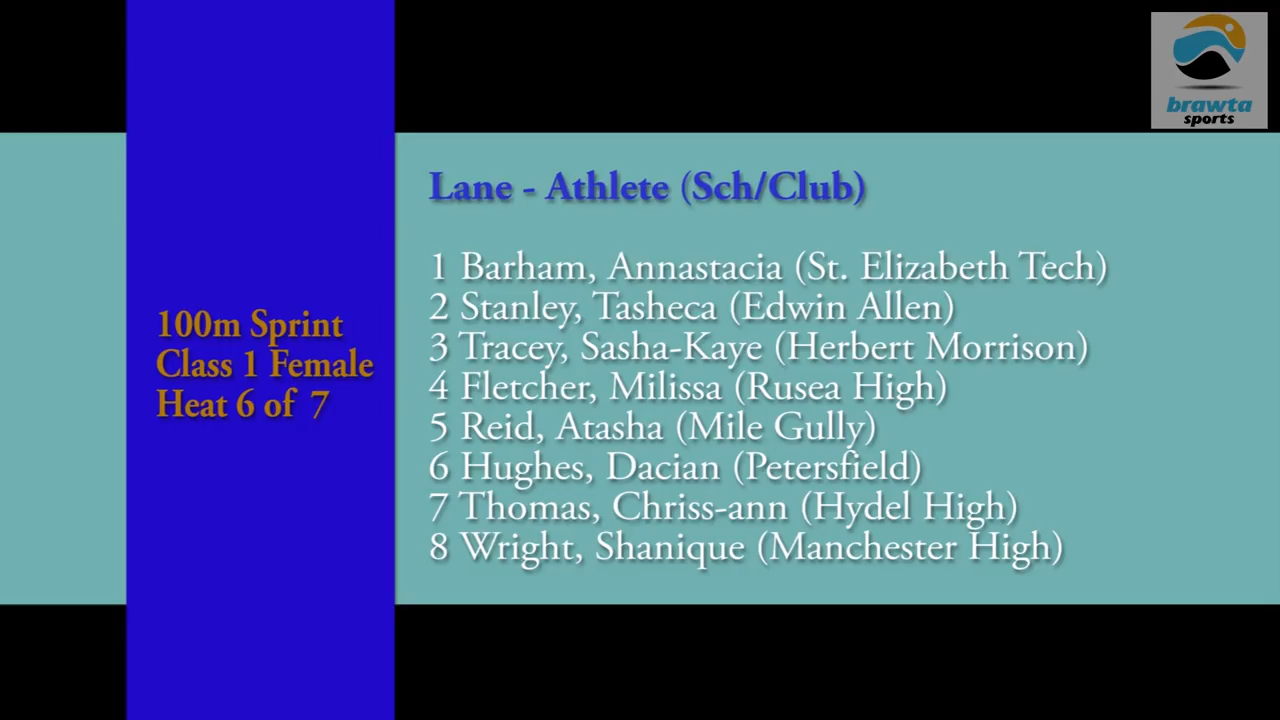 brawta
sports
Lane - Athlete (Sch/Club)
100m Sprint
Class 1 Female
Heat 6 of 7
1 Barham, Annastacia (St. Elizabeth Tech)
2 Stanley, Tasheca (Edwin Allen)
3 Tracey, Sasha-Kaye (Herbert Morrison)
4 Fletcher, Milissa (Rusea High)
5 Reid, Atasha (Mile Gully)
6 Hughes, Dacian (Petersfield)
7 Thomas, Chriss-ann (Hydel High)
8 Wright, Shanique (Manchester High)